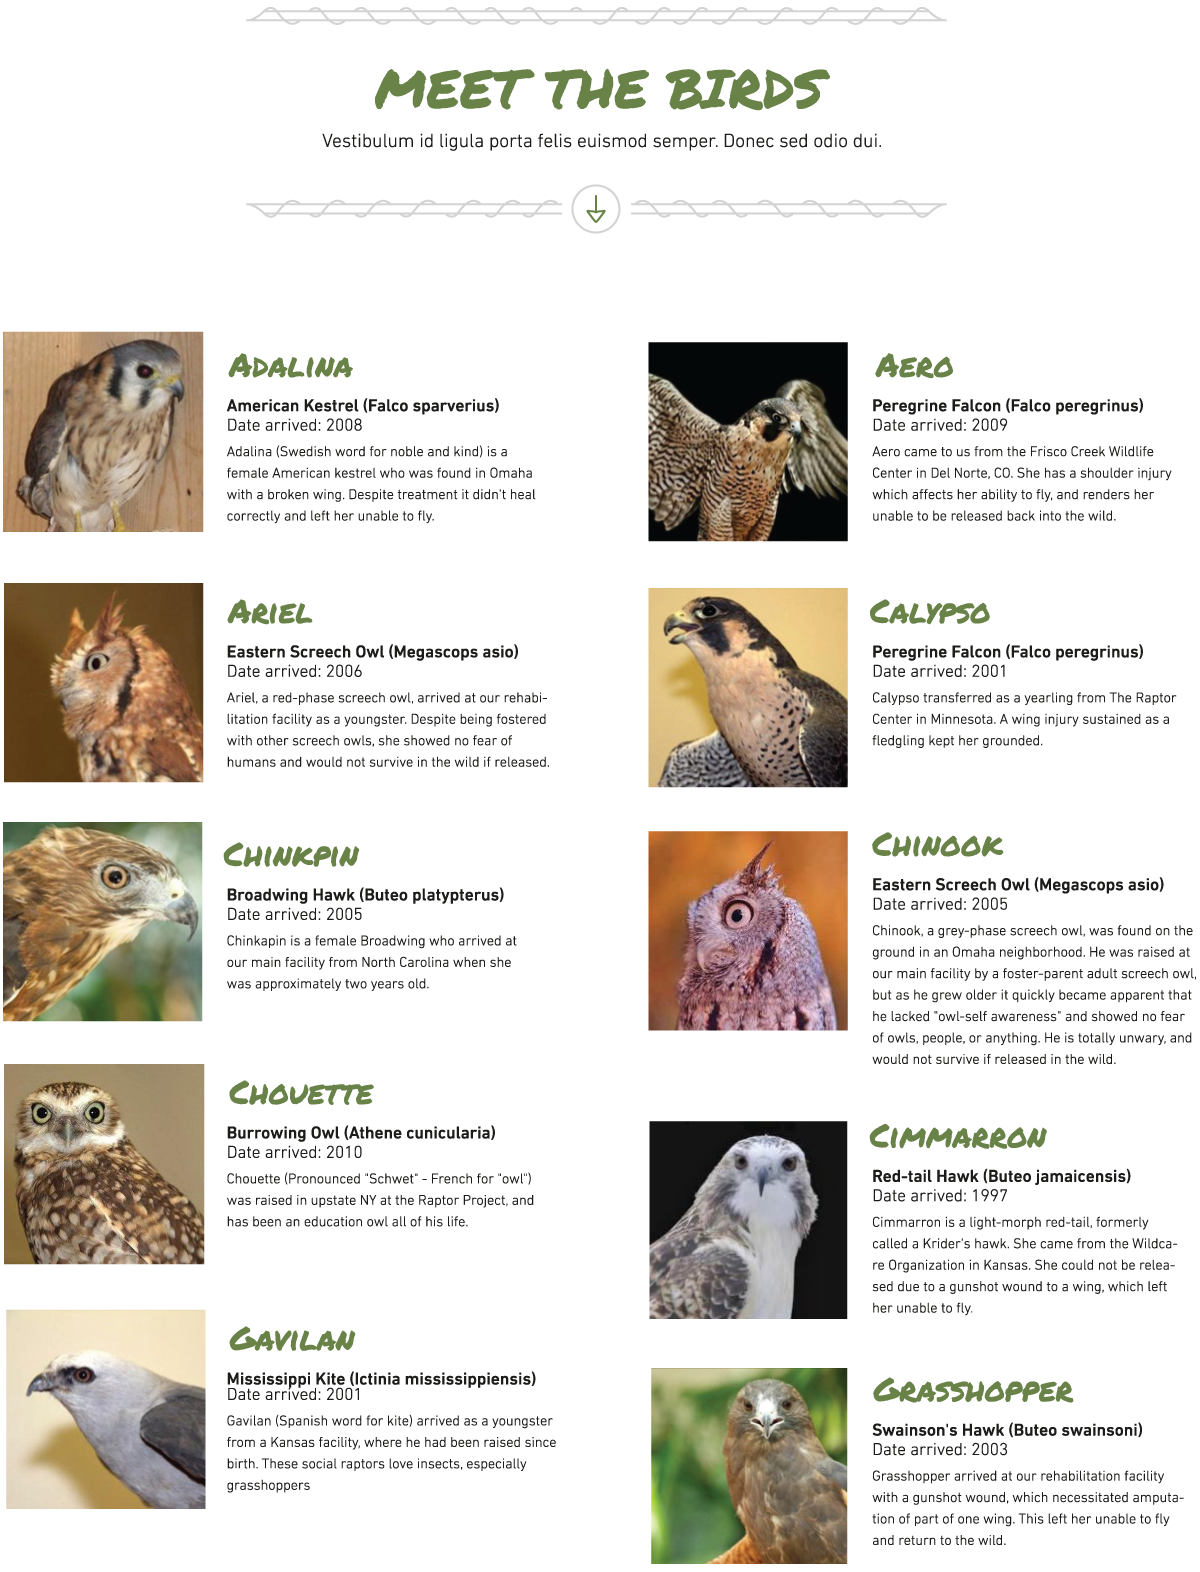 MEET THE BIRDS
Vestibulum id ligula porta felis euismod semper. Donec sed odio dui.
ADALINA
American Kestrel (Falco sparverius)
Date arrived: 2008
Adalina (Swedish word for noble and kind) is a
female American kestrel who was found in Omaha
with a broken wing. Despite treatment it didn't heal
correctly and left her unable to fly.
AERO
Peregrine Falcon (Falco peregrinus)
Date arrived: 2009
Aero came to us from the Frisco Creek Wildlife
Center in Del Norte, CO. She has a shoulder injury
which affects her ability to fly, and renders her
unable to be released back into the wild.
ARIEL
Eastern Screech Owl (Megascops asio)
Date arrived: 2006
Ariel, a red-phase screech owl, arrived at our rehabi-
litation facility as a youngster. Despite being fostered
with other screech owls, she showed no fear of
humans and would not survive in the wild if released.
CALYPSO
Peregrine Falcon (Falco peregrinus)
Date arrived: 2001
Calypso transferred as a yearling from The Raptor
Center in Minnesota. A wing injury sustained as a
fledgling kept her grounded.
CHINKPIN
Broadwing Hawk (Buteo platypterus)
Date arrived: 2005
Chinkapin is a female Broadwing who arrived at
our main facility from North Carolina when she
was approximately two years old.
CHINOOK
Eastern Screech Owl (Megascops asio)
Date arrived: 2005
Chinook, a grey-phase screech owl, was found on the
ground in an Omaha neighborhood. He was raised at
our main facility by a foster-parent adult screech owl,
but as he grew older it quickly became apparent that
he lacked "owl-self awareness" and showed no fear
of owls, people, or anything. He is totally unwary, and
would not survive if released in the wild.
CHOUETTE
Burrowing Owl (Athene cunicularia)
Date arrived: 2010
Chouette (Pronounced "Schwet" - French for "owl")
was raised in upstate NY at the Raptor Project, and
has been an education owl all of his life.
CIMMARRON
Red-tail Hawk (Buteo jamaicensis)
Date arrived: 1997
Cimmarron is a light-morph red-tail, formerly
called a Krider's hawk. She came from the Wildca-
re Organization in Kansas. She could not be relea-
sed due to a gunshot wound to a wing, which left
her unable to fly.
GAVILAN
Mississippi Kite (Ictinia mississippiensis)
Date arrived: 2001
Gavilan (Spanish word for kite) arrived as a youngster
from a Kansas facility, where he had been raised since
birth. These social raptors love insects, especially
grasshoppers
GRASSHOPPER
Swainson's Hawk (Buteo swainsoni)
Date arrived: 2003
Grasshopper arrived at our rehabilitation facility
with a gunshot wound, which necessitated amputa-
tion of part of one wing. This left her unable to fly
and return to the wild.